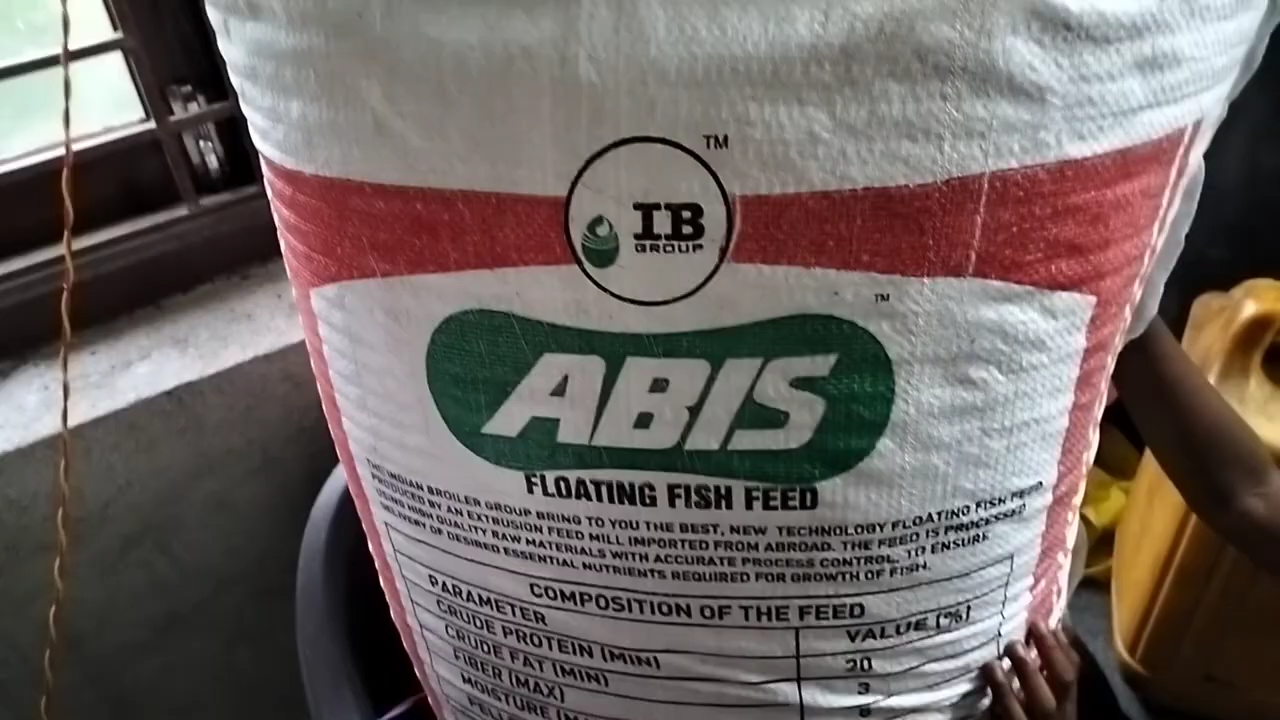 TM
IB
GROUP
TM
ABIS
FLOATING FISH FEED
THE INDIAN BROILER GROUP BRING TO YOU THE BEST, NEW TECHNOLOGY FLOATING FISH FEED
PRODUCED BY AN EXTRUSION FEED MILL IMPORTED FROM ABROAD. THE FEED IS PROCESSED
USING HIGH QUALITY RAW MATERIALS WITH ACCURATE PROCESS CONTROL, TO ENSURE
DELIVERY OF DESIRED ESSENTIAL NUTRIENTS REQUIRED FOR GROWTH OF FISH.
COMPOSITION OF THE FEED
PARAMETER VALUE (%)
CRUDE PROTEIN (MIN) 20
CRUDE FAT (MIN) 3
FIBER (MAX)
MOISTURE